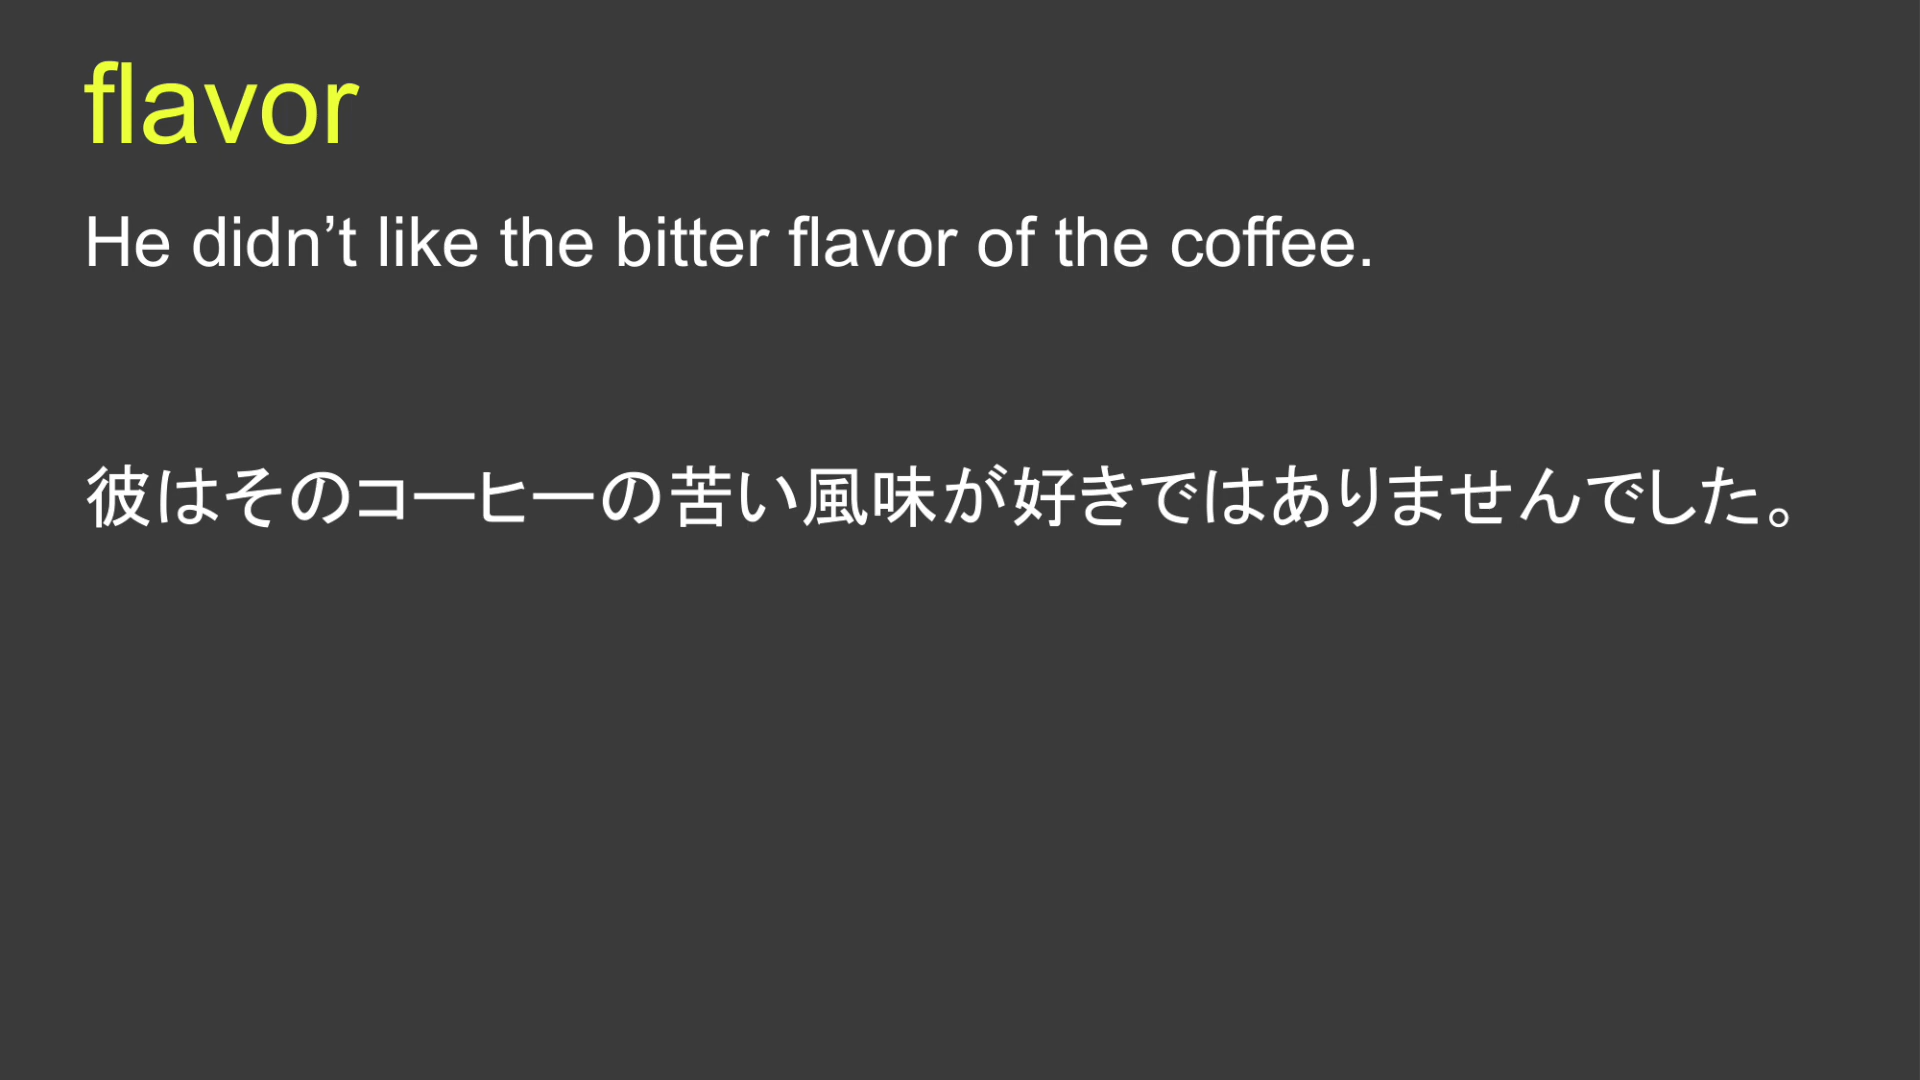 flavor
He didn’t like the bitter flavor of the coffee.
彼はそのコーヒーの苦い風味が好きではありませんでした。